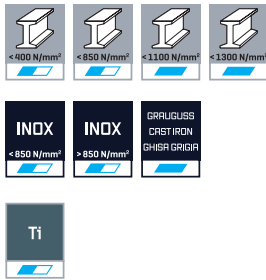 <400 N/mm²
<850 N/mm²
<1100 N/mm²
<1300 N/mm²
INOX
<850 N/mm²
INOX
>850 N/mm²
GRAUGUSS
CAST IRON
GHISA GRIGIA
Ti